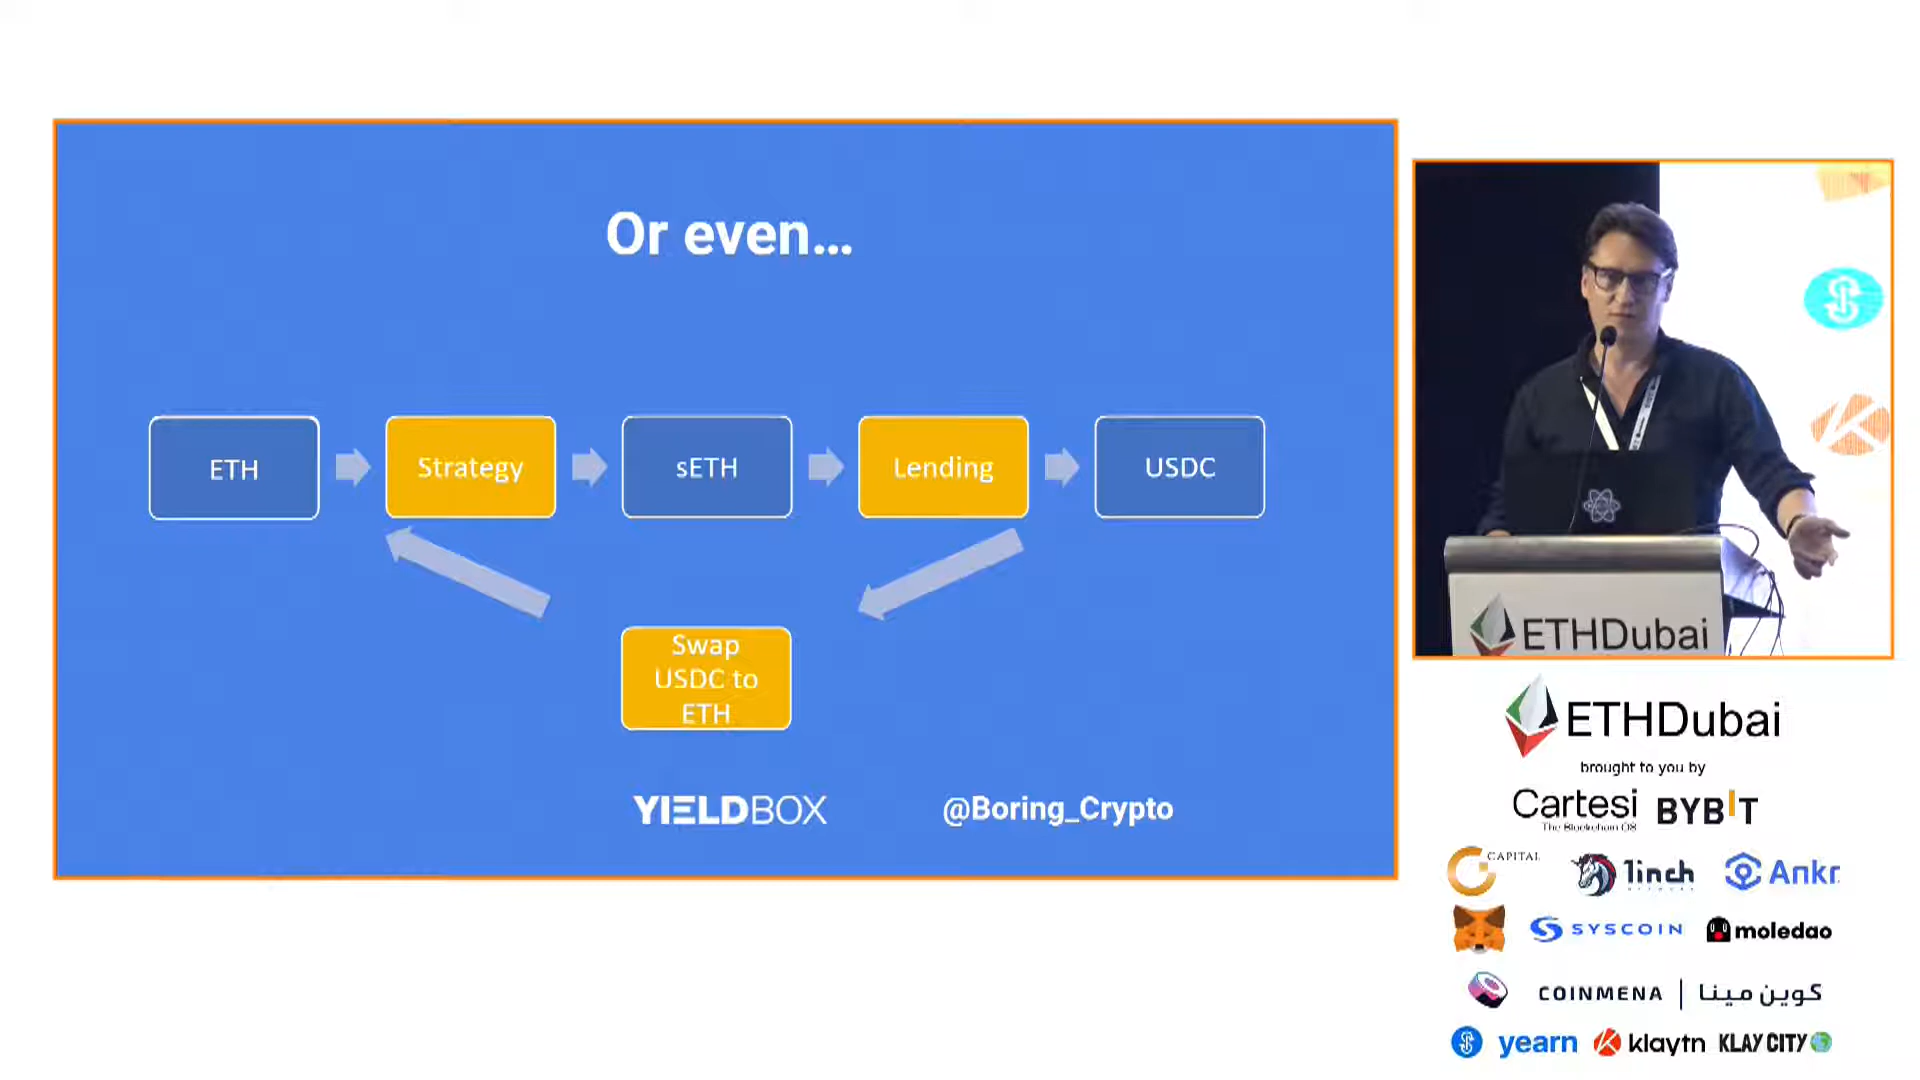 Or even...
ETH
Strategy
sETH
Lending
USDC
Swap
USDC to
ETH
YIELDBOX
@Boring_Crypto
ETHDubai
ETHDubai
brought to you by
Cartesi
The Blockchain OS
BYBIT
CAPITAL
1inch
NETWORK
Ankr
SYSCOIN
moledao
COINMENA | كوين مينا
yearn
klaytn
KLAY CITY